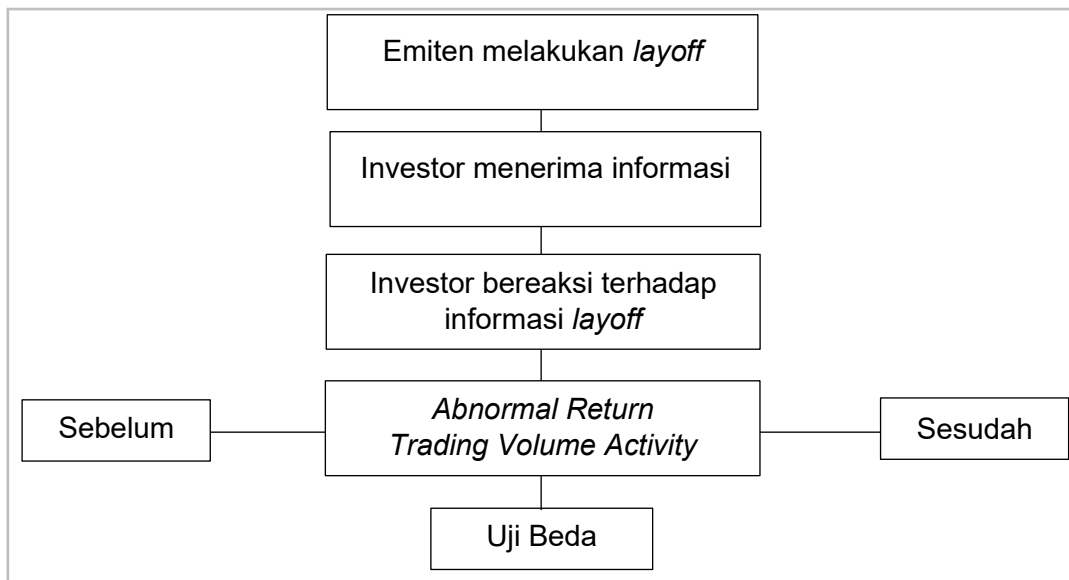 Emiten melakukan layoff
Investor menerima informasi
Investor bereaksi terhadap
informasi layoff
Sebelum
Abnormal Return
Trading Volume Activity
Sesudah
Uji Beda